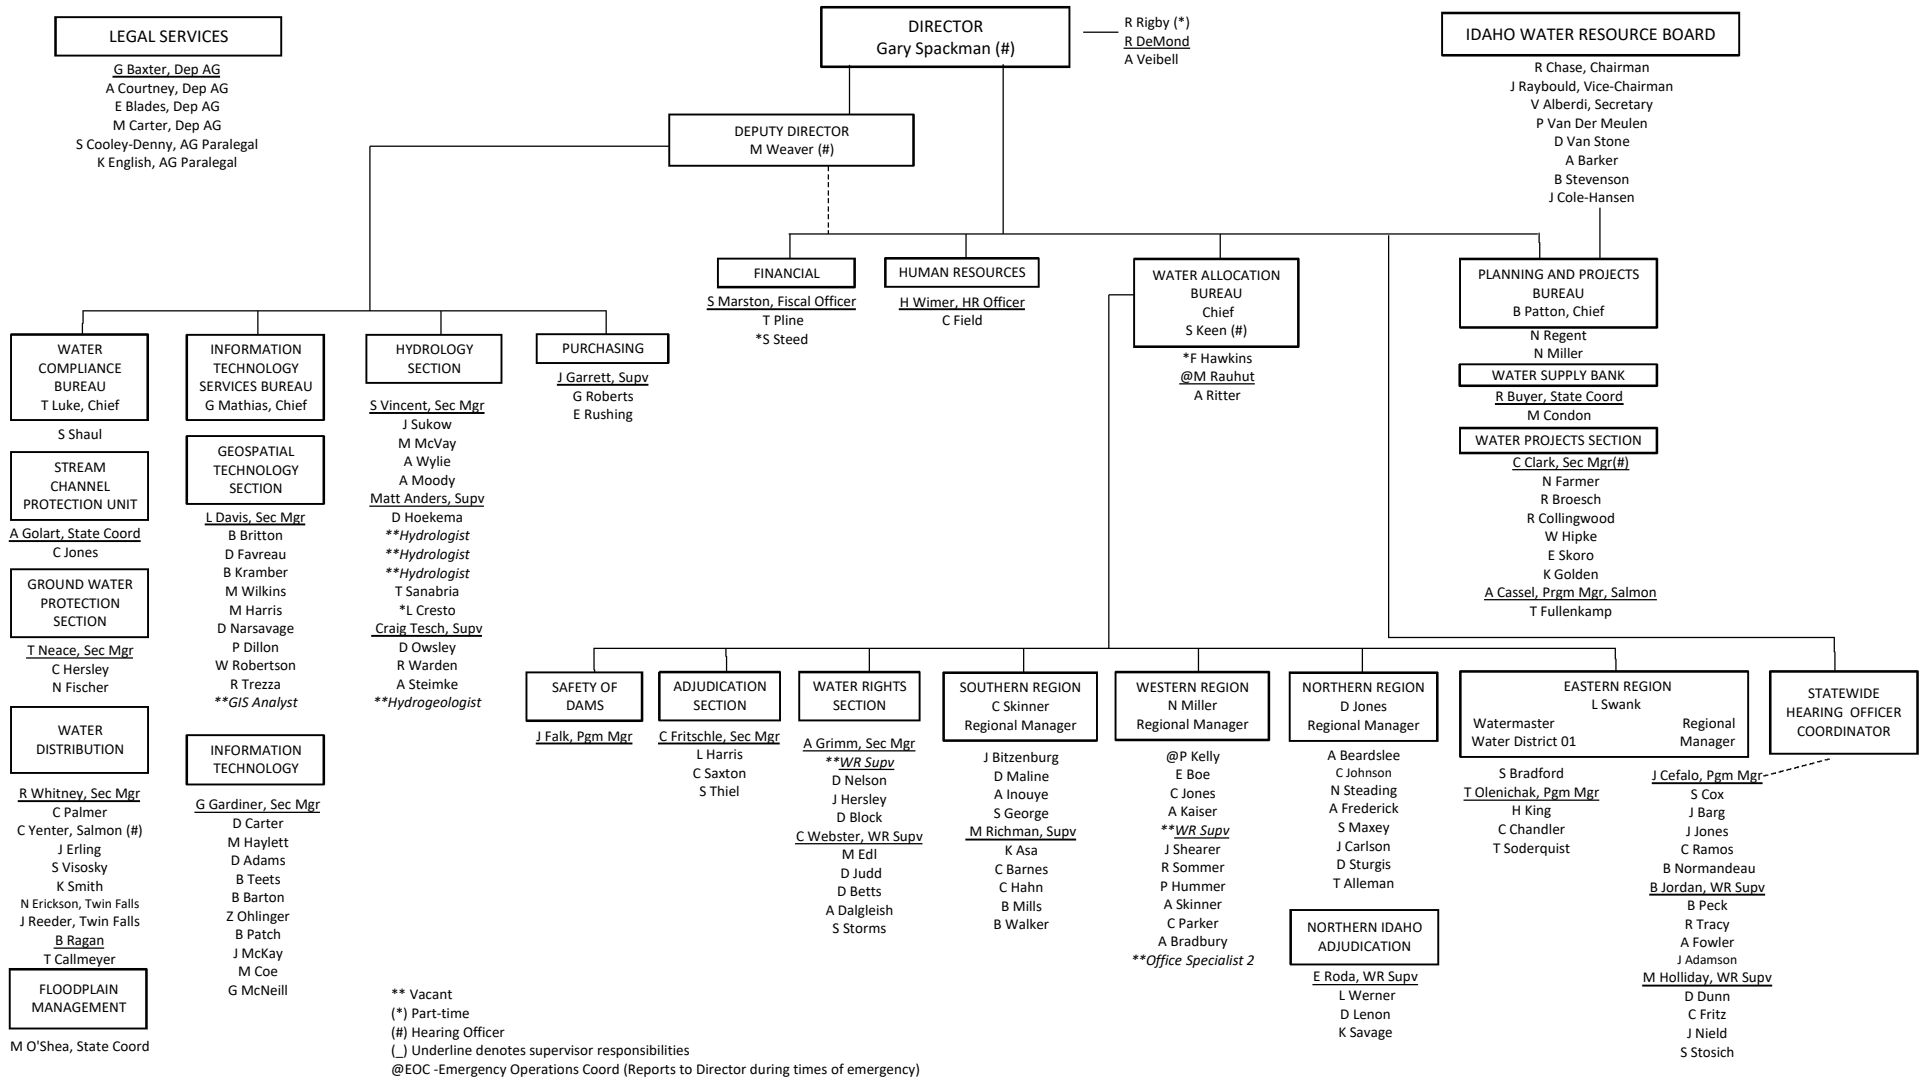 LEGAL SERVICES
G Baxter, Dep AG
A Courtney, Dep AG
E Blades, Dep AG
M Carter, Dep AG
S Cooley-Denny, AG Paralegal
K English, AG Paralegal
DIRECTOR
Gary Spackman (#)
R Rigby (*)
R DeMond
A Veibell
IDAHO WATER RESOURCE BOARD
R Chase, Chairman
J Raybould, Vice-Chairman
V Alberdi, Secretary
P Van Der Meulen
D Van Stone
A Barker
B Stevenson
J Cole-Hansen
DEPUTY DIRECTOR
M Weaver (#)
FINANCIAL
S Marston, Fiscal Officer
T Pline
*S Steed
HUMAN RESOURCES
H Wimer, HR Officer
C Field
WATER ALLOCATION
BUREAU
Chief
S Keen (#)
*F Hawkins
@M Rauhut
A Ritter
PLANNING AND PROJECTS
BUREAU
B Patton, Chief
N Regent
N Miller
WATER SUPPLY BANK
R Buyer, State Coord
M Condon
WATER PROJECTS SECTION
C Clark, Sec Mgr(#)
N Farmer
R Broesch
R Collingwood
W Hipke
E Skoro
K Golden
A Cassel, Prgm Mgr, Salmon
T Fullenkamp
WATER
COMPLIANCE
BUREAU
T Luke, Chief
S Shaul
STREAM
CHANNEL
PROTECTION UNIT
A Golart, State Coord
C Jones
GROUND WATER
PROTECTION
SECTION
T Neace, Sec Mgr
C Hersley
N Fischer
WATER
DISTRIBUTION
R Whitney, Sec Mgr
C Palmer
C Yenter, Salmon (#)
J Erling
S Visosky
K Smith
N Erickson, Twin Falls
J Reeder, Twin Falls
B Ragan
T Callmeyer
FLOODPLAIN
MANAGEMENT
M O'Shea, State Coord
INFORMATION
TECHNOLOGY
SERVICES BUREAU
G Mathias, Chief
GEOSPATIAL
TECHNOLOGY
SECTION
L Davis, Sec Mgr
B Britton
D Favreau
B Kramber
M Wilkins
M Harris
D Narsavage
P Dillon
W Robertson
R Trezza
**GIS Analyst
INFORMATION
TECHNOLOGY
G Gardiner, Sec Mgr
D Carter
M Haylett
D Adams
B Teets
B Barton
Z Ohlinger
B Patch
J McKay
M Coe
G McNeill
HYDROLOGY
SECTION
S Vincent, Sec Mgr
J Sukow
M McVay
A Wylie
A Moody
Matt Anders, Supv
D Hoekema
**Hydrologist
**Hydrologist
**Hydrologist
T Sanabria
*L Cresto
Craig Tesch, Supv
D Owsley
R Warden
A Steimke
**Hydrogeologist
PURCHASING
J Garrett, Supv
G Roberts
E Rushing
SAFETY OF
DAMS
J Falk, Pgm Mgr
ADJUDICATION
SECTION
C Fritschle, Sec Mgr
L Harris
C Saxton
S Thiel
WATER RIGHTS
SECTION
A Grimm, Sec Mgr
**WR Supv
D Nelson
J Hersley
D Block
C Webster, WR Supv
M Edl
D Judd
D Betts
A Dalgleish
S Storms
SOUTHERN REGION
C Skinner
Regional Manager
J Bitzenburg
D Maline
A Inouye
S George
M Richman, Supv
K Asa
C Barnes
C Hahn
B Mills
B Walker
WESTERN REGION
N Miller
Regional Manager
@P Kelly
E Boe
C Jones
A Kaiser
**WR Supv
J Shearer
R Sommer
P Hummer
A Skinner
C Parker
A Bradbury
**Office Specialist 2
NORTHERN REGION
D Jones
Regional Manager
A Beardslee
C Johnson
N Steading
A Frederick
S Maxey
J Carlson
D Sturgis
T Alleman
NORTHERN IDAHO
ADJUDICATION
E Roda, WR Supv
L Werner
D Lenon
K Savage
EASTERN REGION
L Swank
Watermaster
Water District 01
Regional
Manager
S Bradford
T Olenichak, Pgm Mgr
H King
C Chandler
T Soderquist
J Cefalo, Pgm Mgr
S Cox
J Barg
J Jones
C Ramos
B Normandeau
B Jordan, WR Supv
B Peck
R Tracy
A Fowler
J Adamson
M Holliday, WR Supv
D Dunn
C Fritz
J Nield
S Stosich
STATEWIDE
HEARING OFFICER
COORDINATOR
** Vacant
(*) Part-time
(#) Hearing Officer
(_) Underline denotes supervisor responsibilities
@EOC -Emergency Operations Coord (Reports to Director during times of emergency)